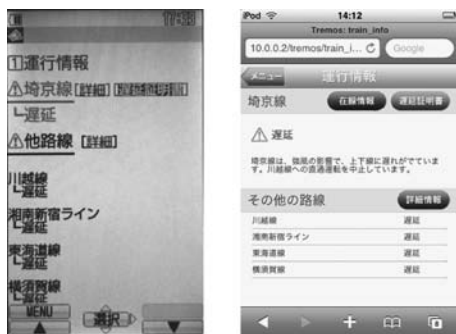 17:43
1運行情報
⚠埼京線[詳細][遅延証明書]
└遅延
⚠他路線 [詳細]
川越線
└遅延
湘南新宿ライン
└遅延
東海道線
└遅延
横須賀線
└遅延
MENU
選択
iPod 14:12
Tremos: train_info
10.0.0.2/tremos/train_i... Google
メニュー 運行情報
埼京線 在線情報 遅延証明書
⚠ 遅延
埼京線は、強風の影響で、上下線に遅れがでていま
す。川越線への直通運転を中止しています。
その他の路線 詳細情報
川越線 遅延
湘南新宿ライン 遅延
東海道線 遅延
横須賀線 遅延